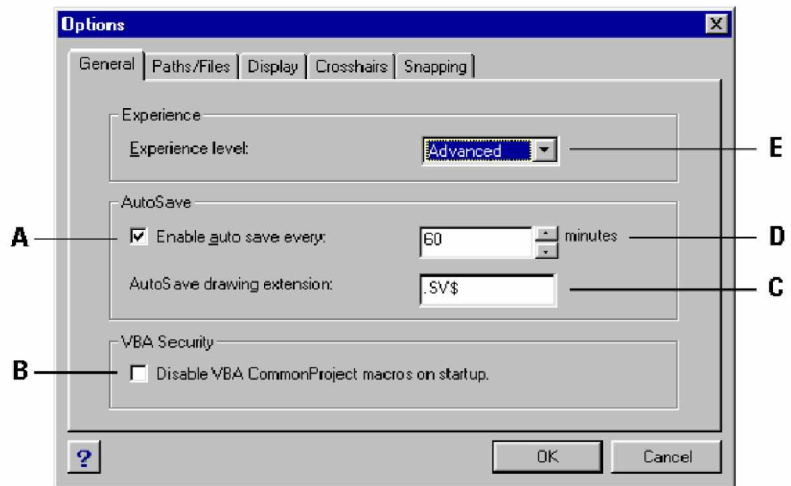 Options
General Paths/Files Display Crosshairs Snapping
Experience
Experience level: Advanced E
AutoSave
A Enable auto save every: 60 minutes D
AutoSave drawing extension: .SV$ C
VBA Security
B Disable VBA CommonProject macros on startup.
? OK Cancel